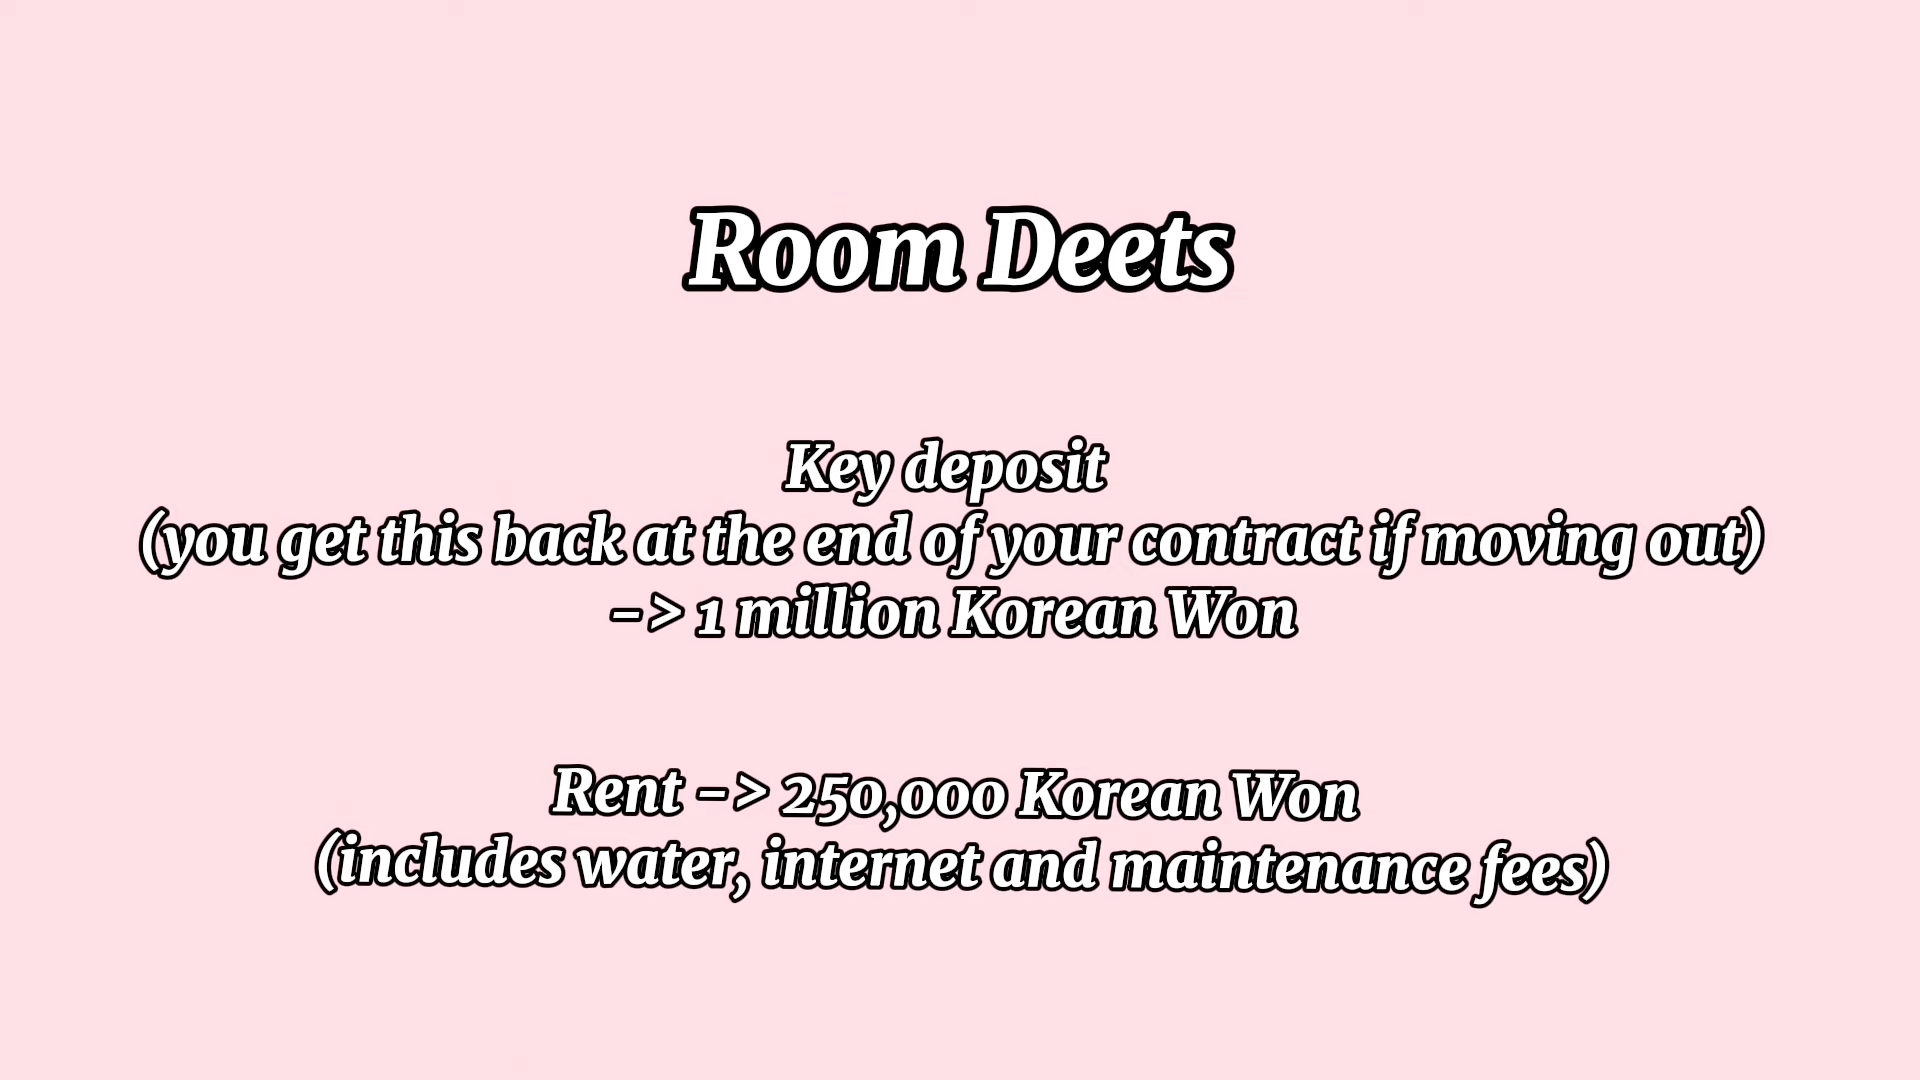 Room Deets
Key deposit
(you get this back at the end of your contract if moving out)
-> 1 million Korean Won
Rent -> 250,000 Korean Won
(includes water, internet and maintenance fees)